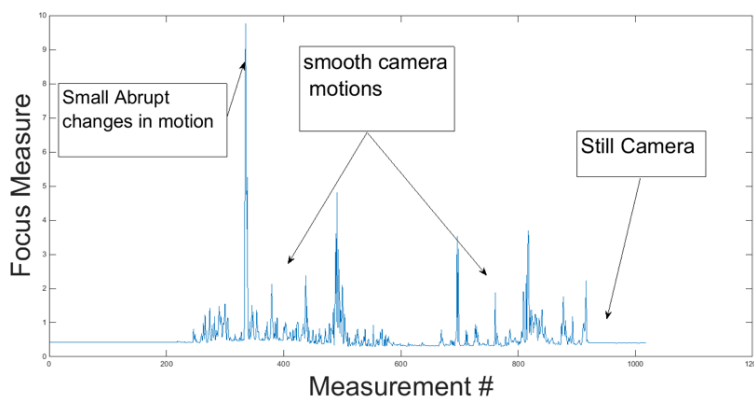 10
9
8
7
6
5
4
3
2
1
0
Focus Measure
Small Abrupt
changes in motion
smooth camera
motions
Still Camera
0
200
400
600
800
1000
1200
Measurement #